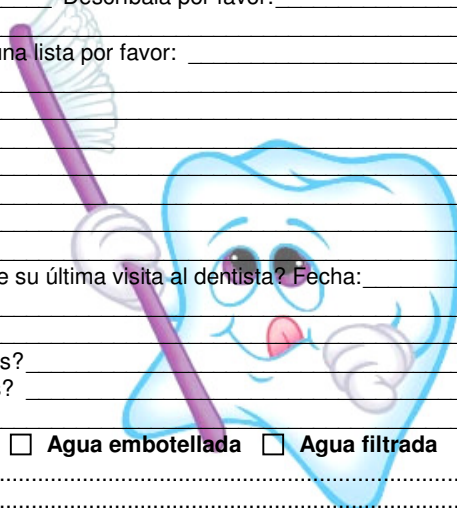 Descríbala por favor:
una lista por favor:
e su última visita al dentista? Fecha:
s?
s?
☐ Agua embotellada ☐ Agua filtrada